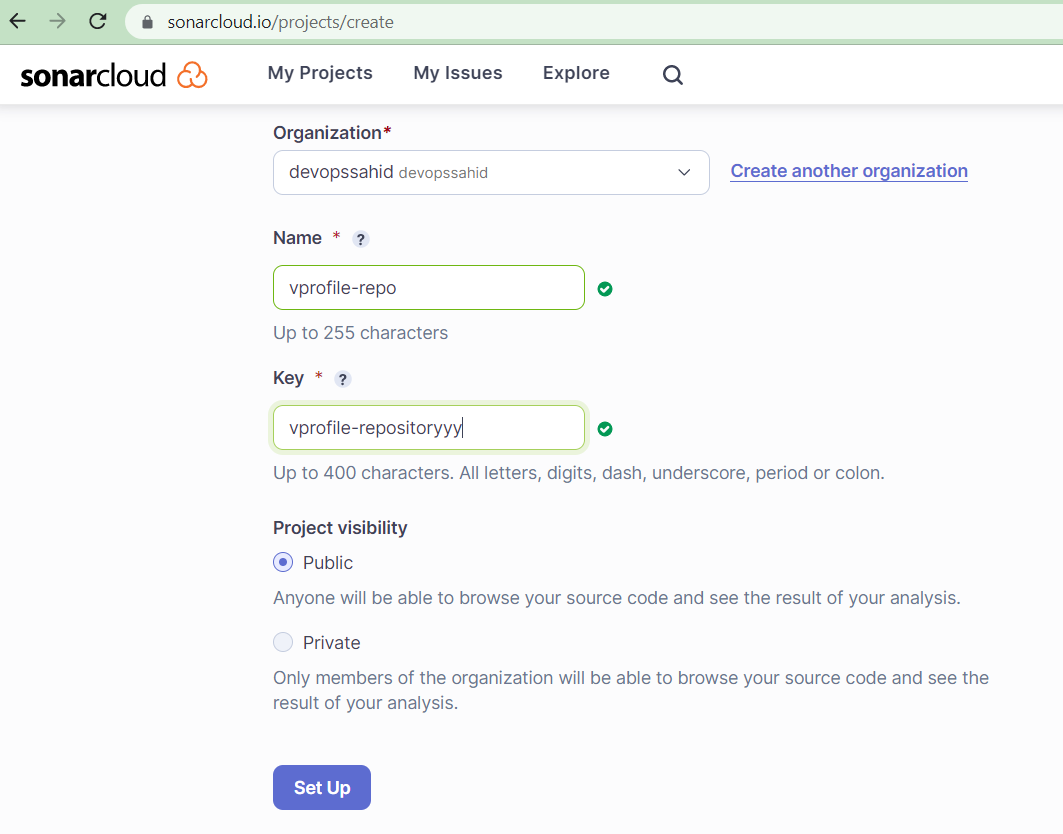 sonarcloud.io/projects/create
sonarcloud My Projects My Issues Explore
Organization*
devopssahid devopssahid Create another organization
Name * ?
vprofile-repo
Up to 255 characters
Key * ?
vprofile-repositoryyy
Up to 400 characters. All letters, digits, dash, underscore, period or colon.
Project visibility
Public
Anyone will be able to browse your source code and see the result of your analysis.
Private
Only members of the organization will be able to browse your source code and see the
result of your analysis.
Set Up